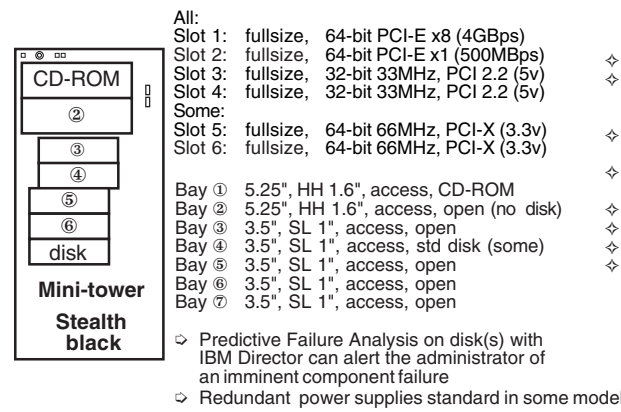 CD-ROM
②
③
④
⑤
⑥
disk
Mini-tower
Stealth
black
All:
Slot 1: fullsize, 64-bit PCI-E x8 (4GBps)
Slot 2: fullsize, 64-bit PCI-E x1 (500MBps)
Slot 3: fullsize, 32-bit 33MHz, PCI 2.2 (5v)
Slot 4: fullsize, 32-bit 33MHz, PCI 2.2 (5v)
Some:
Slot 5: fullsize, 64-bit 66MHz, PCI-X (3.3v)
Slot 6: fullsize, 64-bit 66MHz, PCI-X (3.3v)
Bay ① 5.25", HH 1.6", access, CD-ROM
Bay ② 5.25", HH 1.6", access, open (no disk)
Bay ③ 3.5", SL 1", access, open
Bay ④ 3.5", SL 1", access, std disk (some)
Bay ⑤ 3.5", SL 1", access, open
Bay ⑥ 3.5", SL 1", access, open
Bay ⑦ 3.5", SL 1", access, open
➭ Predictive Failure Analysis on disk(s) with
IBM Director can alert the administrator of
an imminent component failure
➭ Redundant power supplies standard in some model